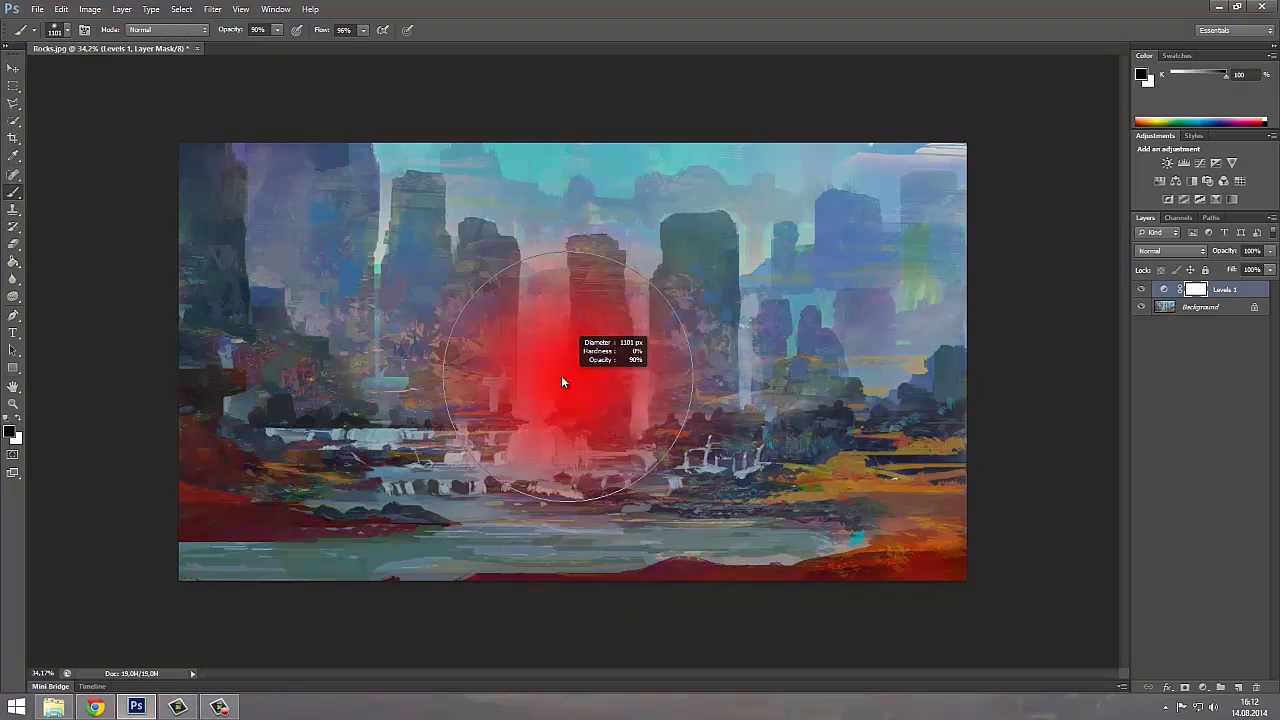 Ps File Edit Image Layer Type Select Filter View Window Help
1101 Mode: Normal Opacity: 90% Flow: 96% Essentials
Rocks.jpg @ 34,2% (Levels 1, Layer Mask/8) * ×
Color Swatches
K 100 %
Adjustments Styles
Add an adjustment
Layers Channels Paths
Kind
Normal Opacity: 100%
Lock: Fill: 100%
Levels 1
Background
Diameter : 1101 px
Hardness : 0%
Opacity : 90%
34,17% Doc: 19,0M/19,0M
Mini Bridge Timeline
Ps
16:12
14.08.2014